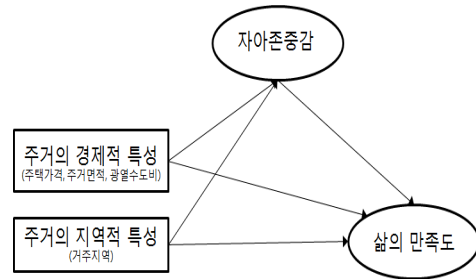 자아존중감
주거의 경제적 특성
(주택가격, 주거면적, 광열수도비)
주거의 지역적 특성
(거주지역)
삶의 만족도